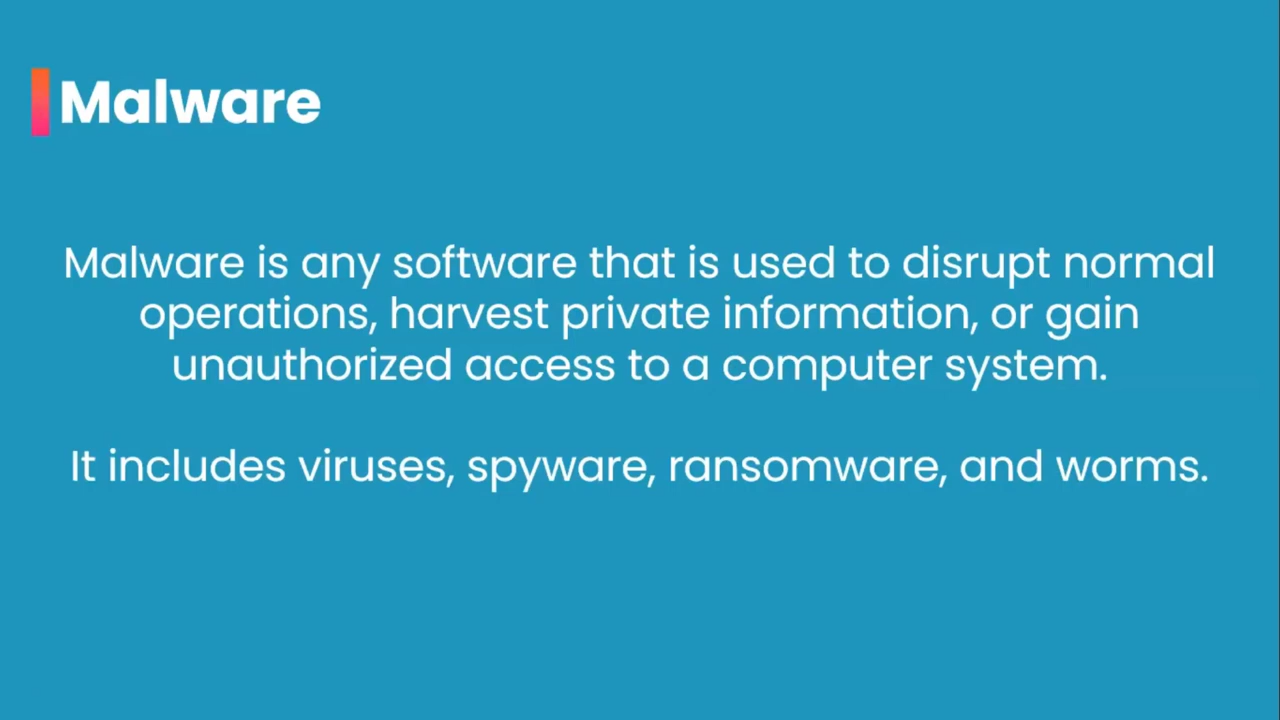 Malware
Malware is any software that is used to disrupt normal
operations, harvest private information, or gain
unauthorized access to a computer system.
It includes viruses, spyware, ransomware, and worms.